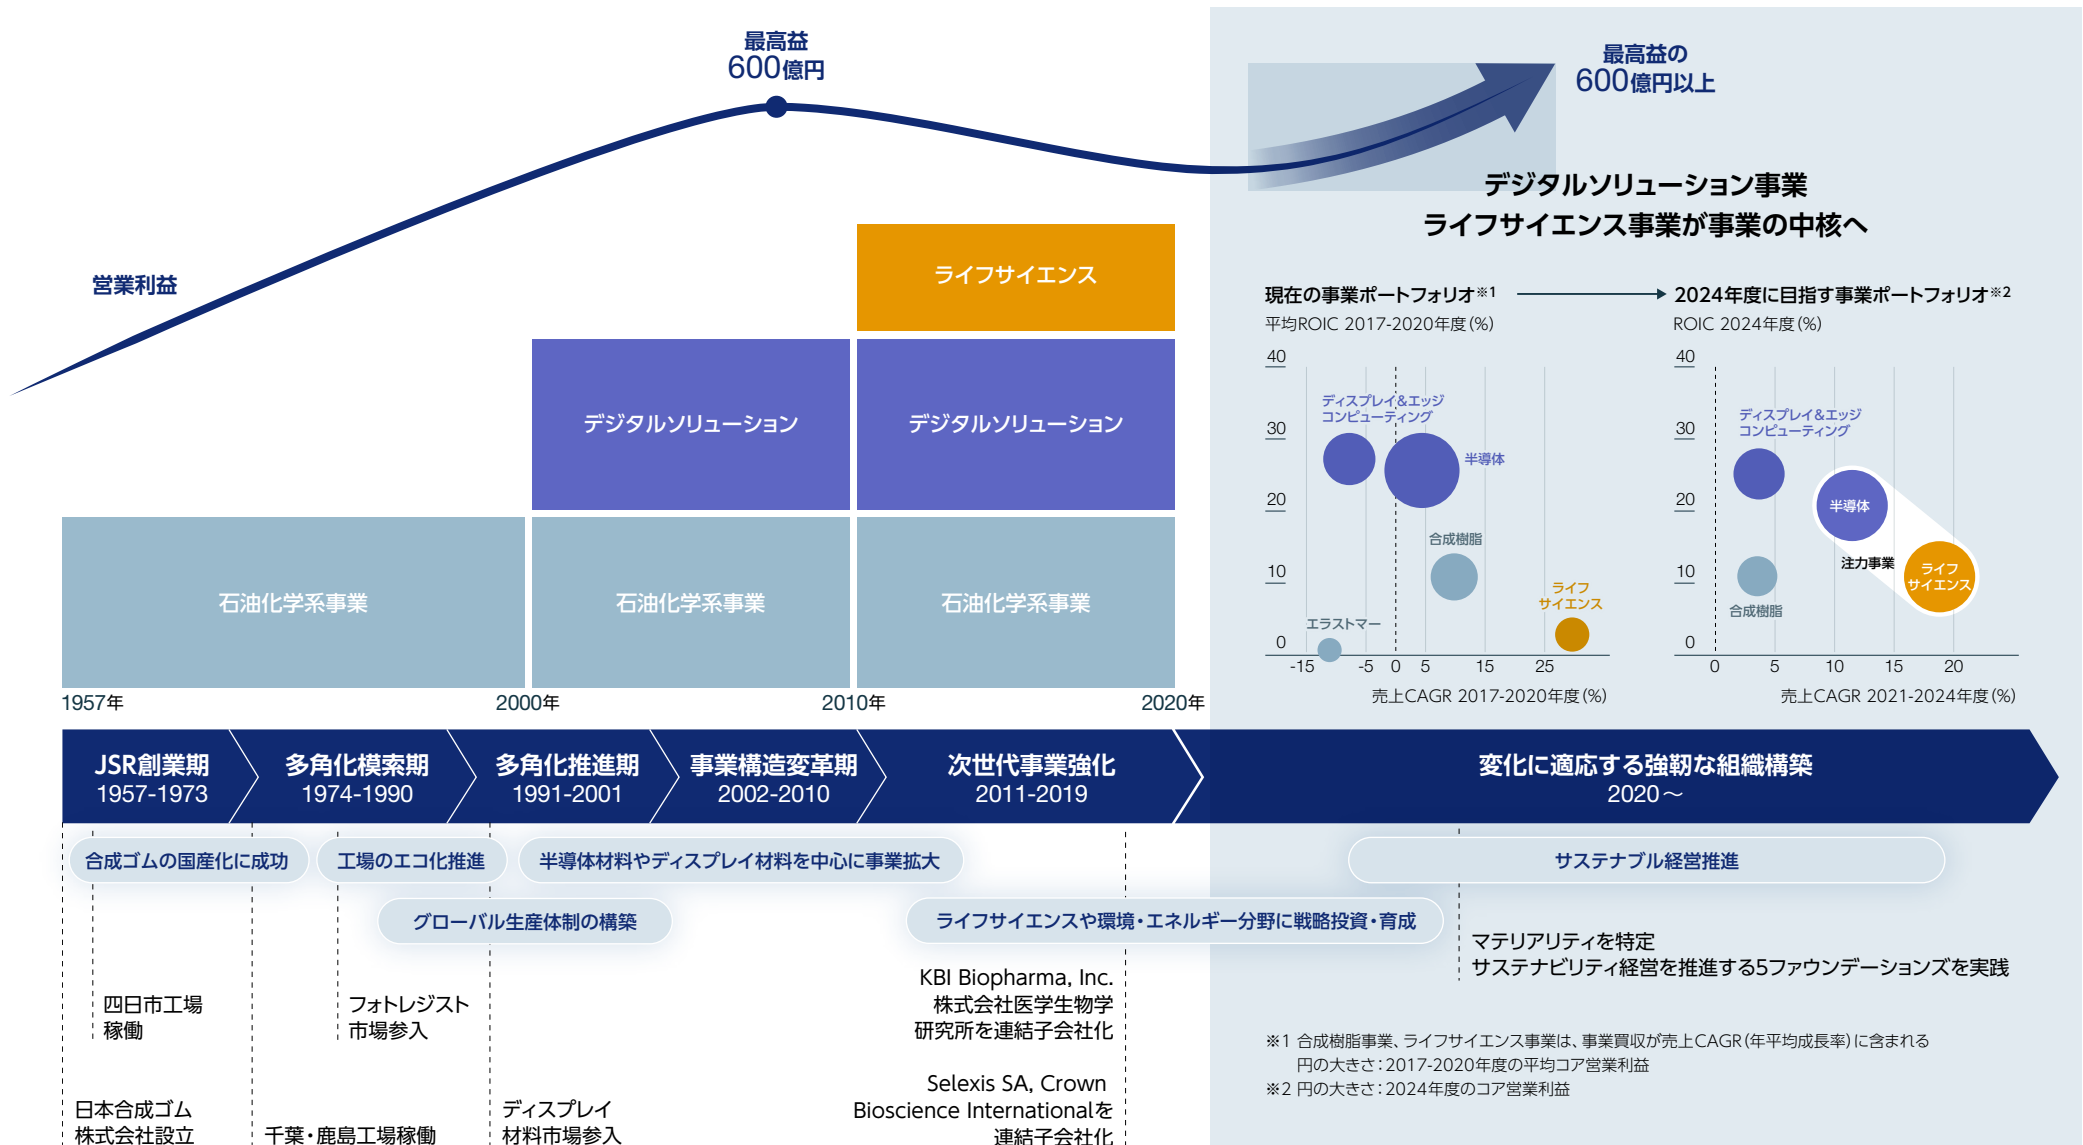 最高益
600億円
最高益の
600億円以上
営業利益
デジタルソリューション事業
ライフサイエンス事業が事業の中核へ
ライフサイエンス
デジタルソリューション
デジタルソリューション
石油化学系事業
石油化学系事業
石油化学系事業
1957年
2000年
2010年
2020年
現在の事業ポートフォリオ※1
平均ROIC 2017-2020年度(%)
40
30
20
10
0
ディスプレイ&エッジ
コンピューティング
半導体
合成樹脂
ライフ
サイエンス
エラストマー
-15
-5
0
5
15
25
売上CAGR 2017-2020年度(%)
2024年度に目指す事業ポートフォリオ※2
ROIC 2024年度(%)
40
30
20
10
0
ディスプレイ&エッジ
コンピューティング
半導体
注力事業
ライフ
サイエンス
合成樹脂
0
5
10
15
20
売上CAGR 2021-2024年度(%)
JSR創業期
1957-1973
多角化模索期
1974-1990
多角化推進期
1991-2001
事業構造変革期
2002-2010
次世代事業強化
2011-2019
変化に適応する強靭な組織構築
2020～
合成ゴムの国産化に成功
工場のエコ化推進
半導体材料やディスプレイ材料を中心に事業拡大
サステナブル経営推進
グローバル生産体制の構築
ライフサイエンスや環境・エネルギー分野に戦略投資・育成
四日市工場
稼働
フォトレジスト
市場参入
KBI Biopharma, Inc.
株式会社医学生物学
研究所を連結子会社化
マテリアリティを特定
サステナビリティ経営を推進する5ファウンデーションズを実践
日本合成ゴム
株式会社設立
千葉・鹿島工場稼働
ディスプレイ
材料市場参入
Selexis SA, Crown
Bioscience Internationalを
連結子会社化
※1 合成樹脂事業、ライフサイエンス事業は、事業買収が売上CAGR(年平均成長率)に含まれる
円の大きさ：2017-2020年度の平均コア営業利益
※2 円の大きさ：2024年度のコア営業利益